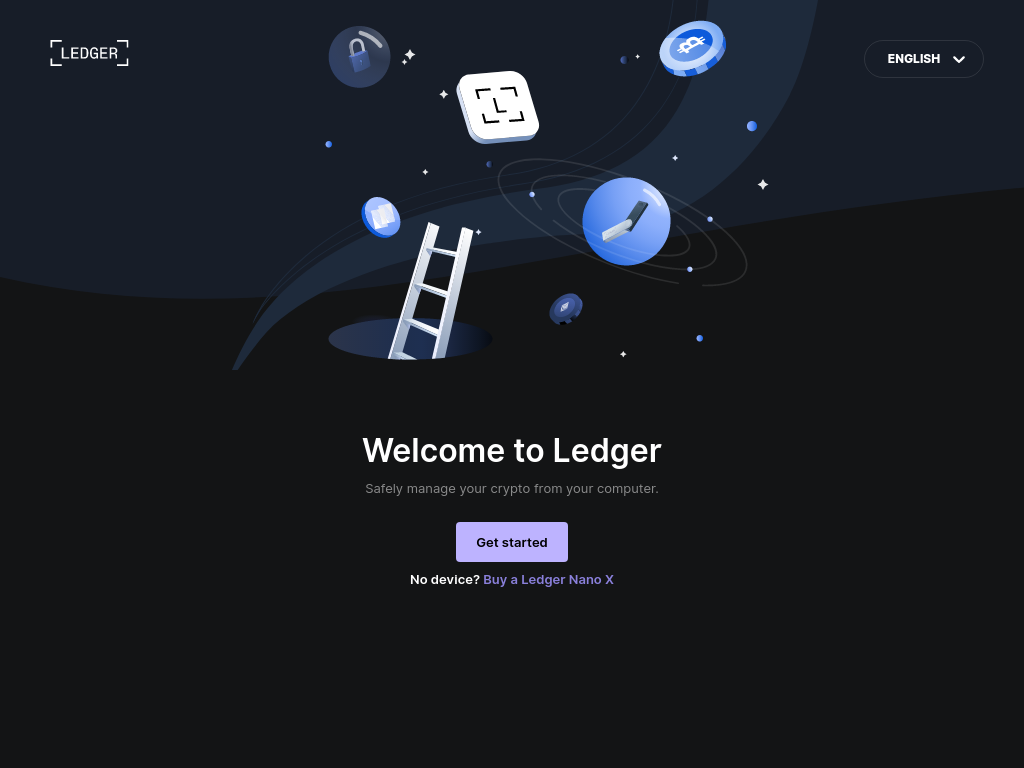 LEDGER
ENGLISH
Welcome to Ledger
Safely manage your crypto from your computer.
Get started
No device? Buy a Ledger Nano X